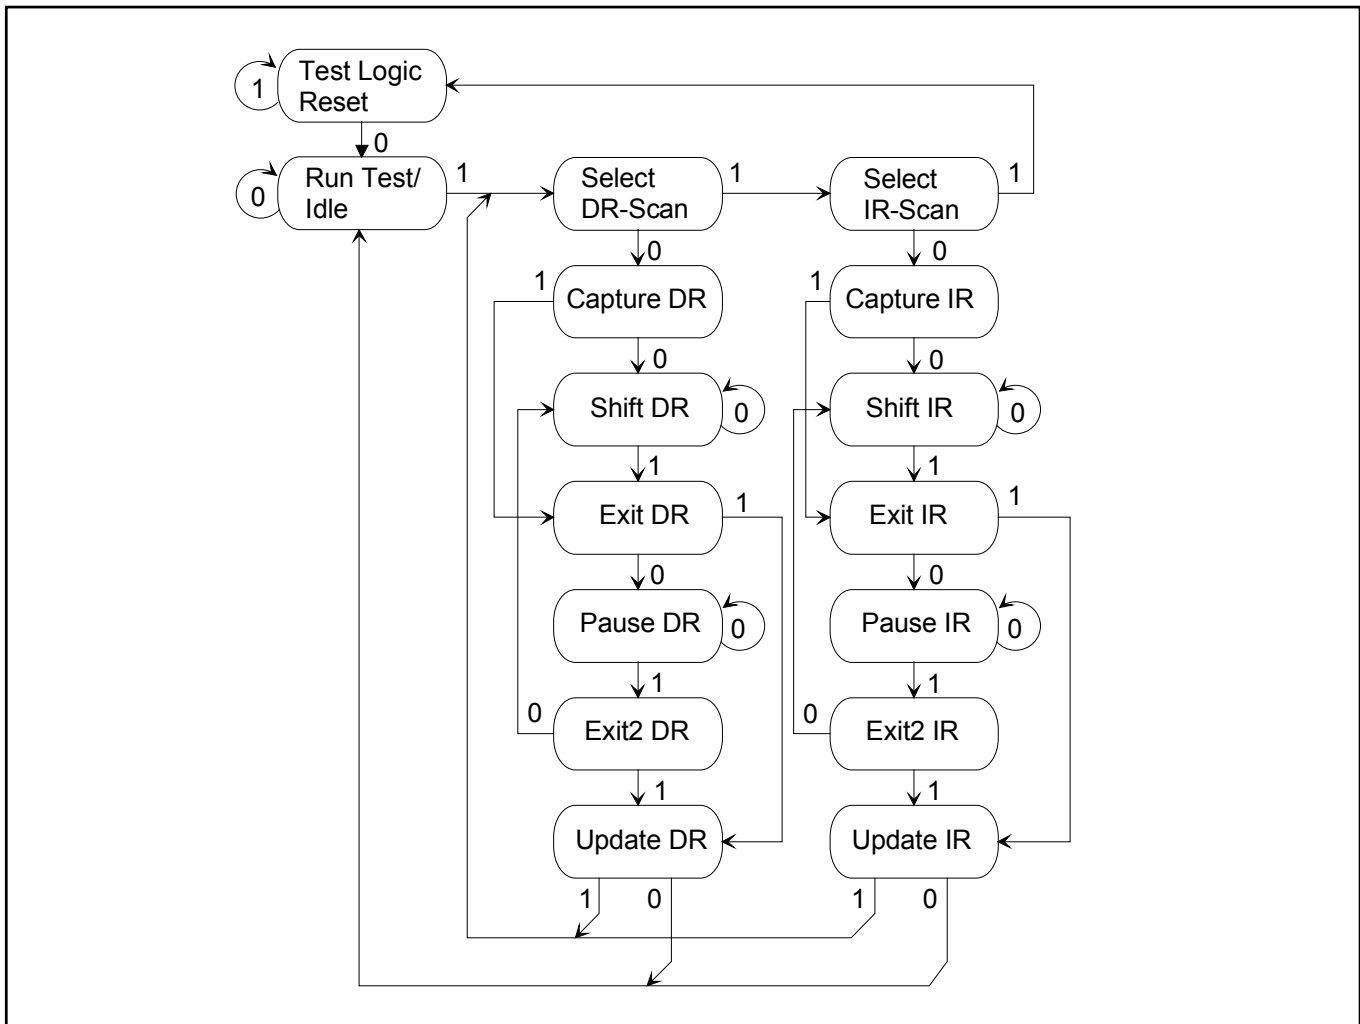 Test Logic
Reset
1
0
Run Test/
Idle
0
1
Select
DR-Scan
1
Select
IR-Scan
1
0
0
1
Capture DR
1
Capture IR
0
0
Shift DR
0
Shift IR
0
1
1
Exit DR
1
Exit IR
1
0
0
Pause DR
0
Pause IR
0
1
1
0
Exit2 DR
0
Exit2 IR
1
1
Update DR
Update IR
1
0
1
0